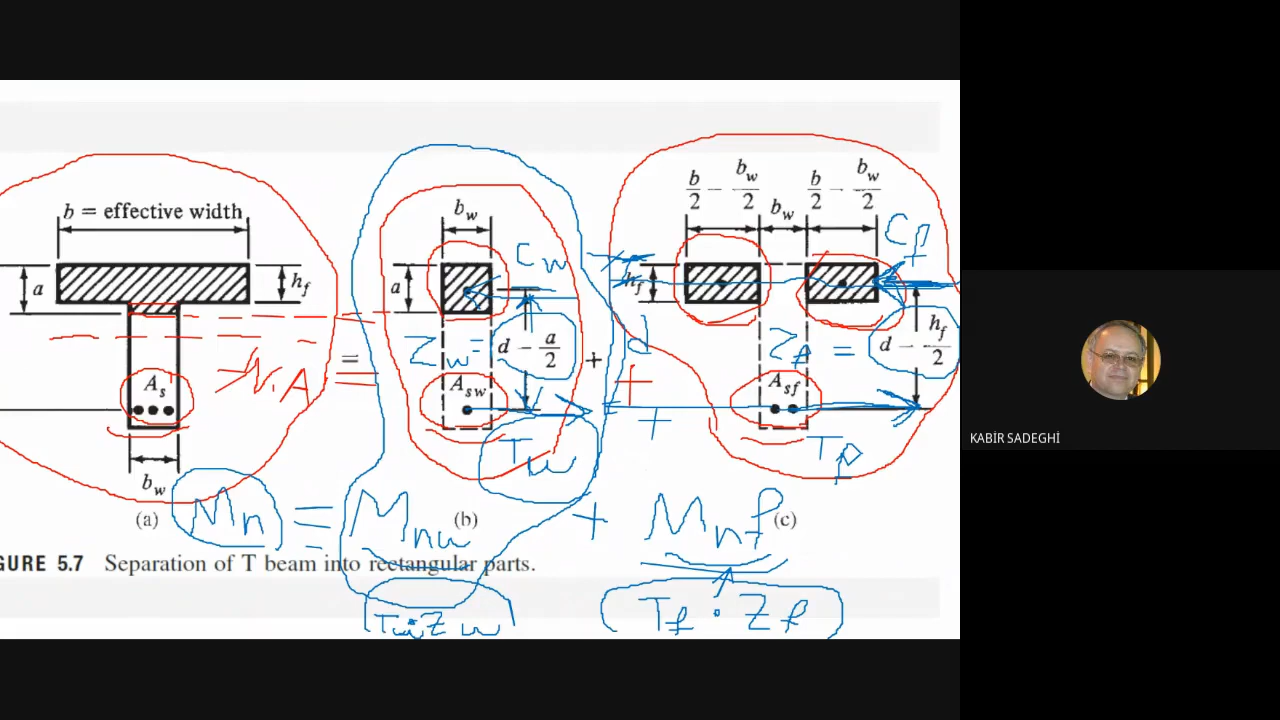 b = effective width
a
h_f
A_s
N.A
b_w
(a)
=
b_w
a
C_w
Z_w = d - a/2
A_sw
T_w
(b)
+
b/2 - b_w/2
b_w
b/2 - b_w/2
C_f
h_f
d
Z_f = d - h_f/2
A_sf
T_f
(c)
M_n = M_nw + M_nf
T_w . Z_w
T_f . Z_f
GURE 5.7 Separation of T beam into rectangular parts.
KABİR SADEGHİ